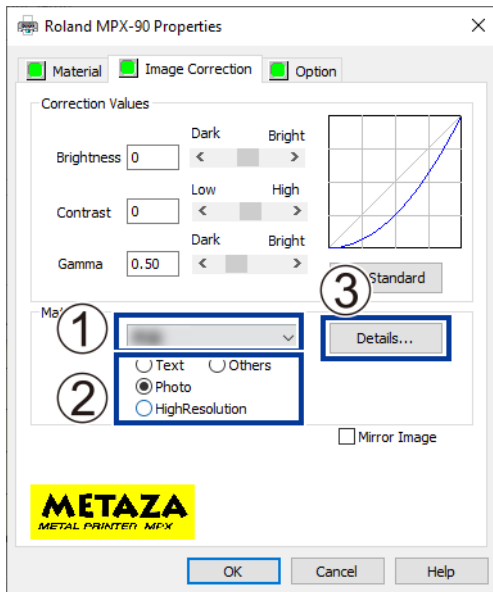 Roland MPX-90 Properties
Material Image Correction Option
Correction Values
Dark Bright
Brightness 0
Low High
Contrast 0
Dark Bright
Gamma 0.50
Standard
3
1
Details...
2
Text Others
Photo
HighResolution
Mirror Image
METAZA
METAL PRINTER MPX
OK Cancel Help